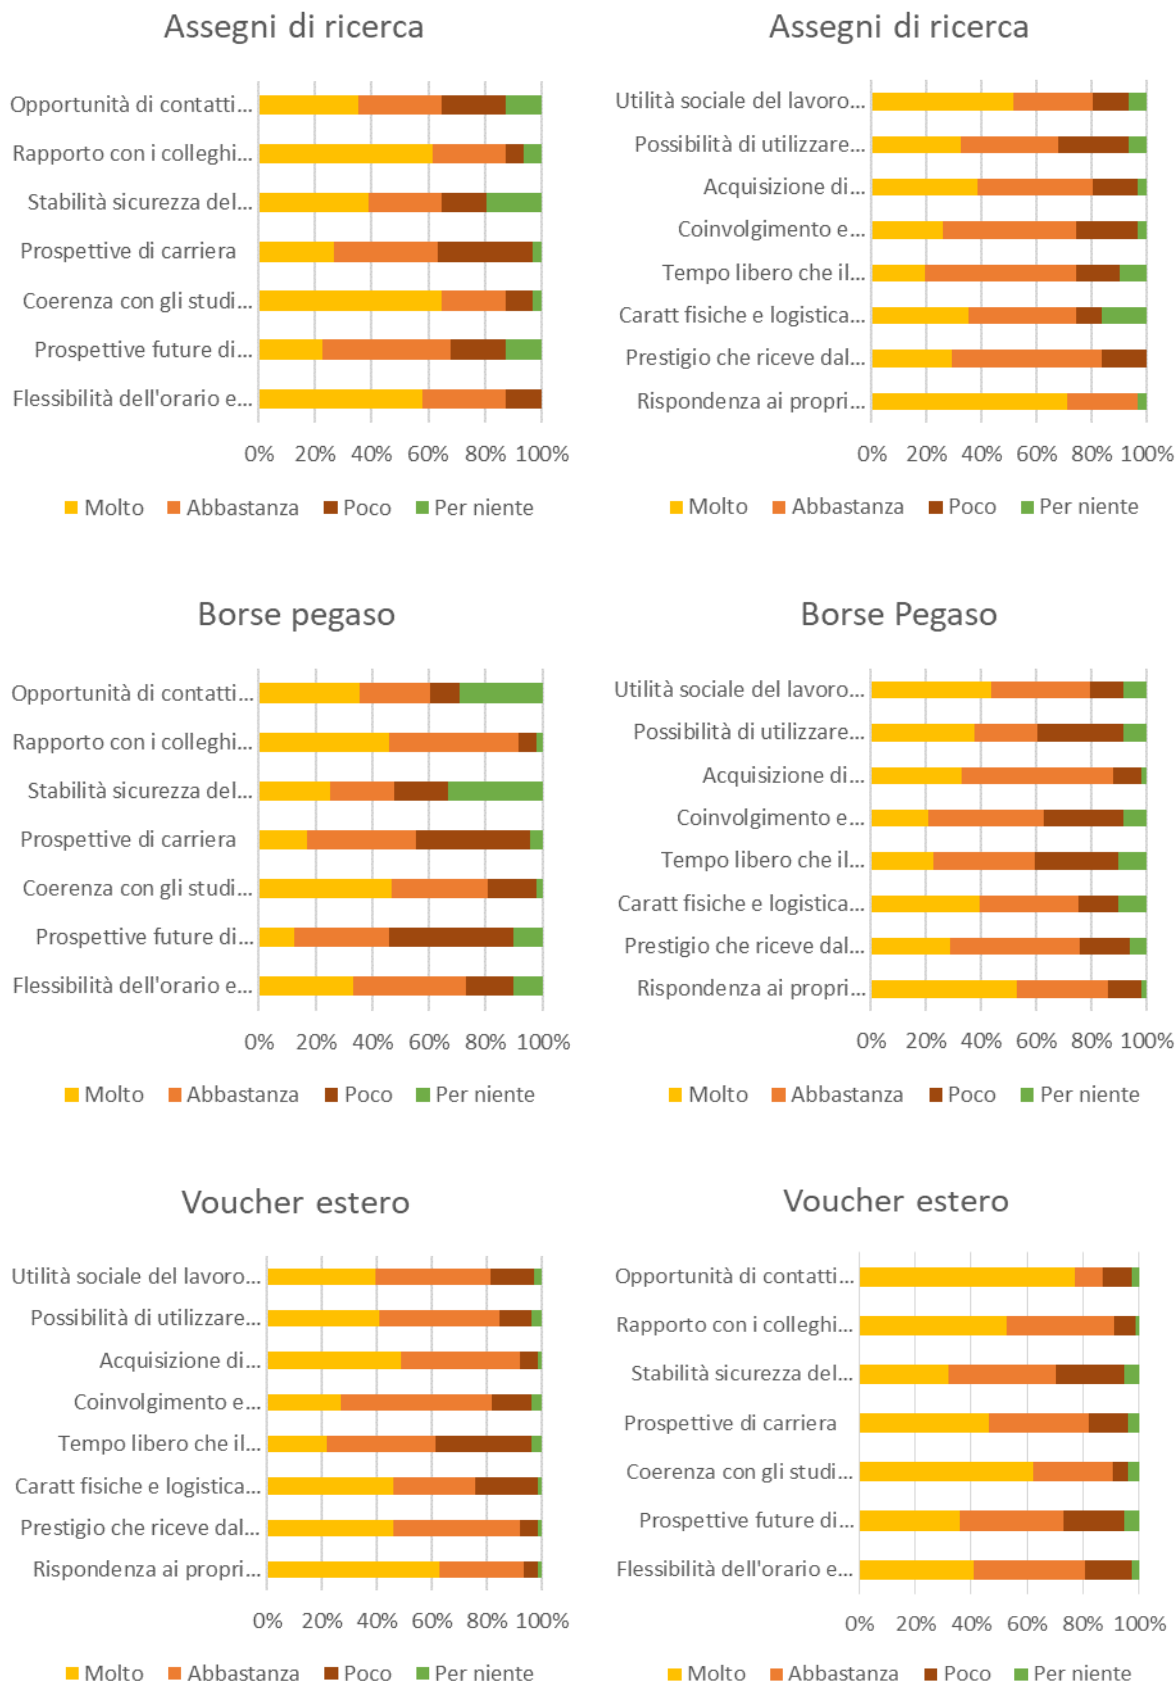 Assegni di ricerca
Opportunità di contatti...
Rapporto con i colleghi...
Stabilità sicurezza del...
Prospettive di carriera
Coerenza con gli studi...
Prospettive future di...
Flessibilità dell'orario e...
0% 20% 40% 60% 80% 100%
Molto Abbastanza Poco Per niente
Assegni di ricerca
Utilità sociale del lavoro...
Possibilità di utilizzare...
Acquisizione di...
Coinvolgimento e...
Tempo libero che il...
Caratt fisiche e logistica...
Prestigio che riceve dal...
Rispondenza ai propri...
0% 20% 40% 60% 80% 100%
Molto Abbastanza Poco Per niente
Borse pegaso
Opportunità di contatti...
Rapporto con i colleghi...
Stabilità sicurezza del...
Prospettive di carriera
Coerenza con gli studi...
Prospettive future di...
Flessibilità dell'orario e...
0% 20% 40% 60% 80% 100%
Molto Abbastanza Poco Per niente
Borse Pegaso
Utilità sociale del lavoro...
Possibilità di utilizzare...
Acquisizione di...
Coinvolgimento e...
Tempo libero che il...
Caratt fisiche e logistica...
Prestigio che riceve dal...
Rispondenza ai propri...
0% 20% 40% 60% 80% 100%
Molto Abbastanza Poco Per niente
Voucher estero
Utilità sociale del lavoro...
Possibilità di utilizzare...
Acquisizione di...
Coinvolgimento e...
Tempo libero che il...
Caratt fisiche e logistica...
Prestigio che riceve dal...
Rispondenza ai propri...
0% 20% 40% 60% 80% 100%
Molto Abbastanza Poco Per niente
Voucher estero
Opportunità di contatti...
Rapporto con i colleghi...
Stabilità sicurezza del...
Prospettive di carriera
Coerenza con gli studi...
Prospettive future di...
Flessibilità dell'orario e...
0% 20% 40% 60% 80% 100%
Molto Abbastanza Poco Per niente